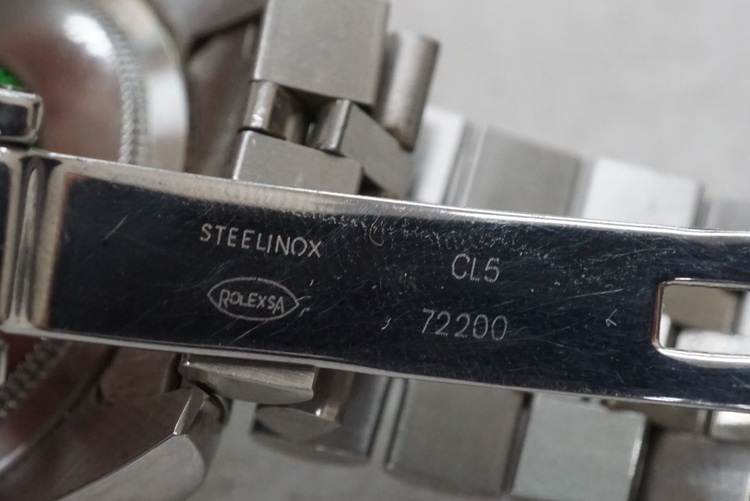 STEELINOX
CL5
ROLEXSA
72200